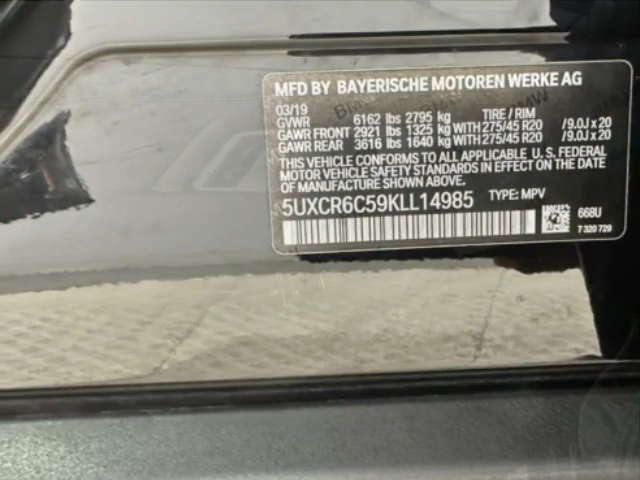 MFD BY BAYERISCHE MOTOREN WERKE AG
03/19
GVWR 6162 lbs 2795 kg TIRE / RIM
GAWR FRONT 2921 lbs 1325 kg WITH 275/45 R20 /9.0J x 20
GAWR REAR 3616 lbs 1640 kg WITH 275/45 R20 /9.0J x 20
THIS VEHICLE CONFORMS TO ALL APPLICABLE U. S. FEDERAL
MOTOR VEHICLE SAFETY STANDARDS IN EFFECT ON THE DATE
OF MANUFACTURE SHOWN ABOVE.
5UXCR6C59KLL14985 TYPE: MPV
668U
7 320 729